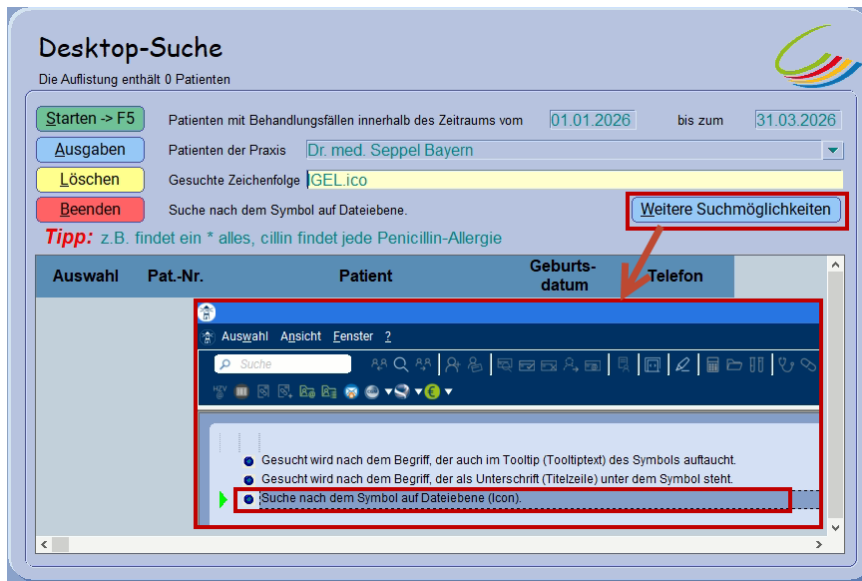 Desktop-Suche
Die Auflistung enthält 0 Patienten
Starten -> F5
Patienten mit Behandlungsfällen innerhalb des Zeitraums vom 01.01.2026 bis zum 31.03.2026
Ausgaben
Patienten der Praxis Dr. med. Seppel Bayern
Löschen
Gesuchte Zeichenfolge IGEL.ico
Beenden
Suche nach dem Symbol auf Dateiebene.
Weitere Suchmöglichkeiten
Tipp: z.B. findet ein * alles, cillin findet jede Penicillin-Allergie
Auswahl Pat.-Nr. Patient Geburts-datum Telefon
Auswahl Ansicht Fenster ?
Suche
Gesucht wird nach dem Begriff, der auch im Tooltip (Tooltiptext) des Symbols auftaucht.
Gesucht wird nach dem Begriff, der als Unterschrift (Titelzeile) unter dem Symbol steht.
Suche nach dem Symbol auf Dateiebene (Icon).